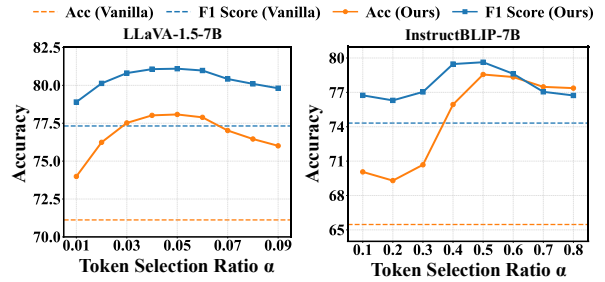 Acc (Vanilla) F1 Score (Vanilla) Acc (Ours) F1 Score (Ours)
LLaVA-1.5-7B
Accuracy
82.5
80.0
77.5
75.0
72.5
70.0
0.01 0.03 0.05 0.07 0.09
Token Selection Ratio α
InstructBLIP-7B
Accuracy
80
77
74
71
68
65
0.1 0.2 0.3 0.4 0.5 0.6 0.7 0.8
Token Selection Ratio α